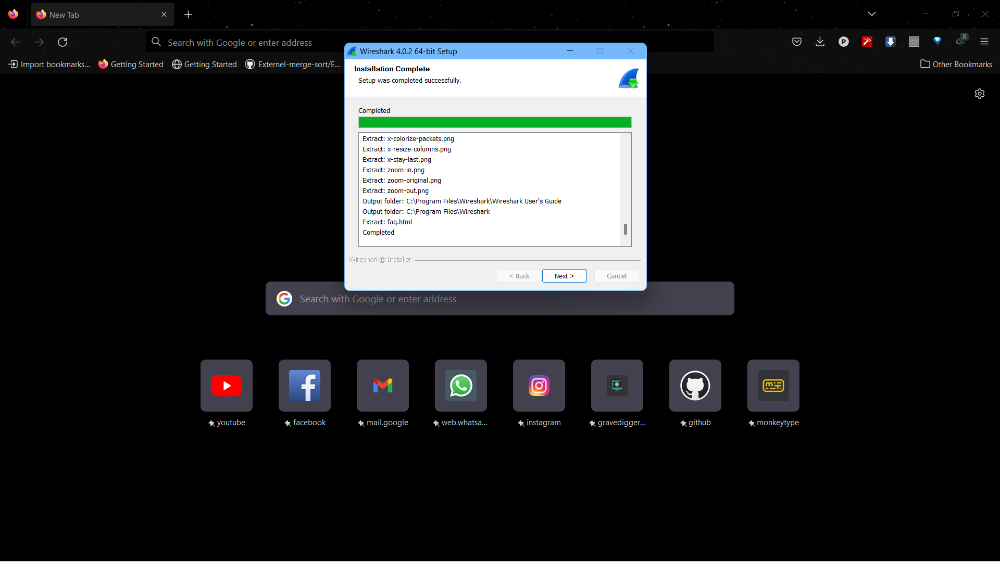 New Tab
Search with Google or enter address
Import bookmarks...
Getting Started
Getting Started
Externel-merge-sort/E...
Other Bookmarks
Wireshark 4.0.2 64-bit Setup
Installation Complete
Setup was completed successfully.
Completed
Extract: x-colorize-packets.png
Extract: x-resize-columns.png
Extract: x-stay-last.png
Extract: zoom-in.png
Extract: zoom-original.png
Extract: zoom-out.png
Output folder: C:\Program Files\Wireshark\Wireshark User's Guide
Output folder: C:\Program Files\Wireshark
Extract: faq.html
Completed
Wireshark® Installer
< Back
Next >
Cancel
Search with Google or enter address
youtube
facebook
mail.google
web.whatsa...
instagram
gravedigger...
github
monkeytype